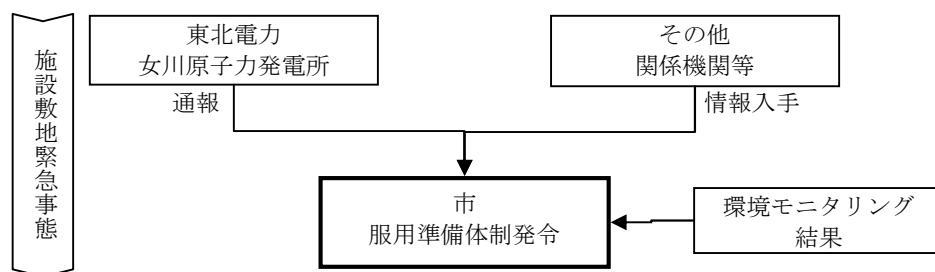 施設敷地緊急事態
東北電力
女川原子力発電所
その他
関係機関等
通報
情報入手
市
服用準備体制発令
環境モニタリング
結果